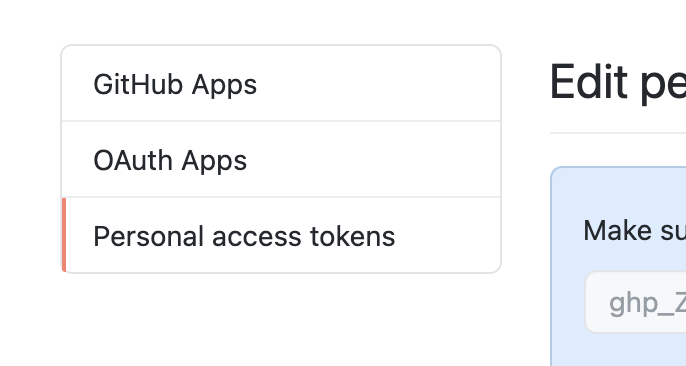 GitHub Apps
OAuth Apps
Personal access tokens
Edit pe
Make su
ghp_Z